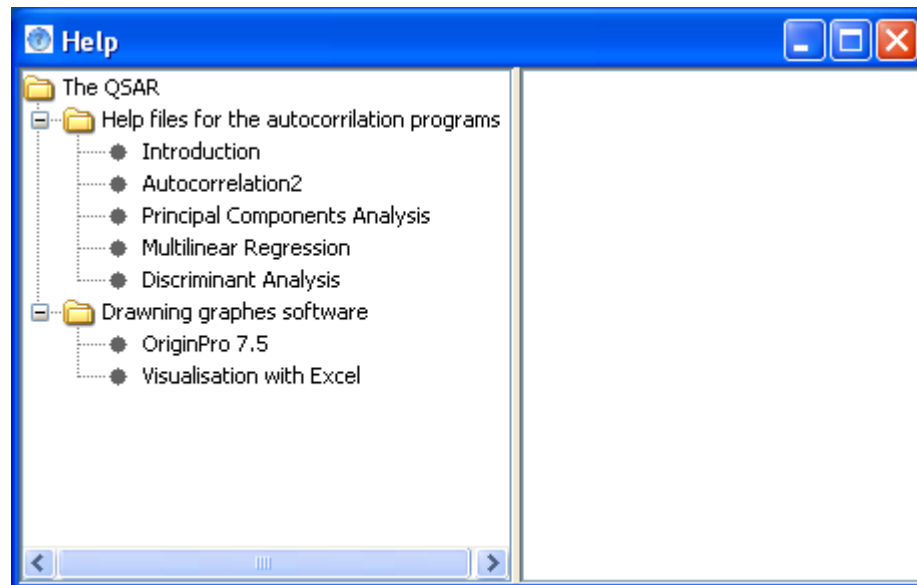 Help
The QSAR
Help files for the autocorrilation programs
Introduction
Autocorrelation2
Principal Components Analysis
Multilinear Regression
Discriminant Analysis
Drawning graphes software
OriginPro 7.5
Visualisation with Excel